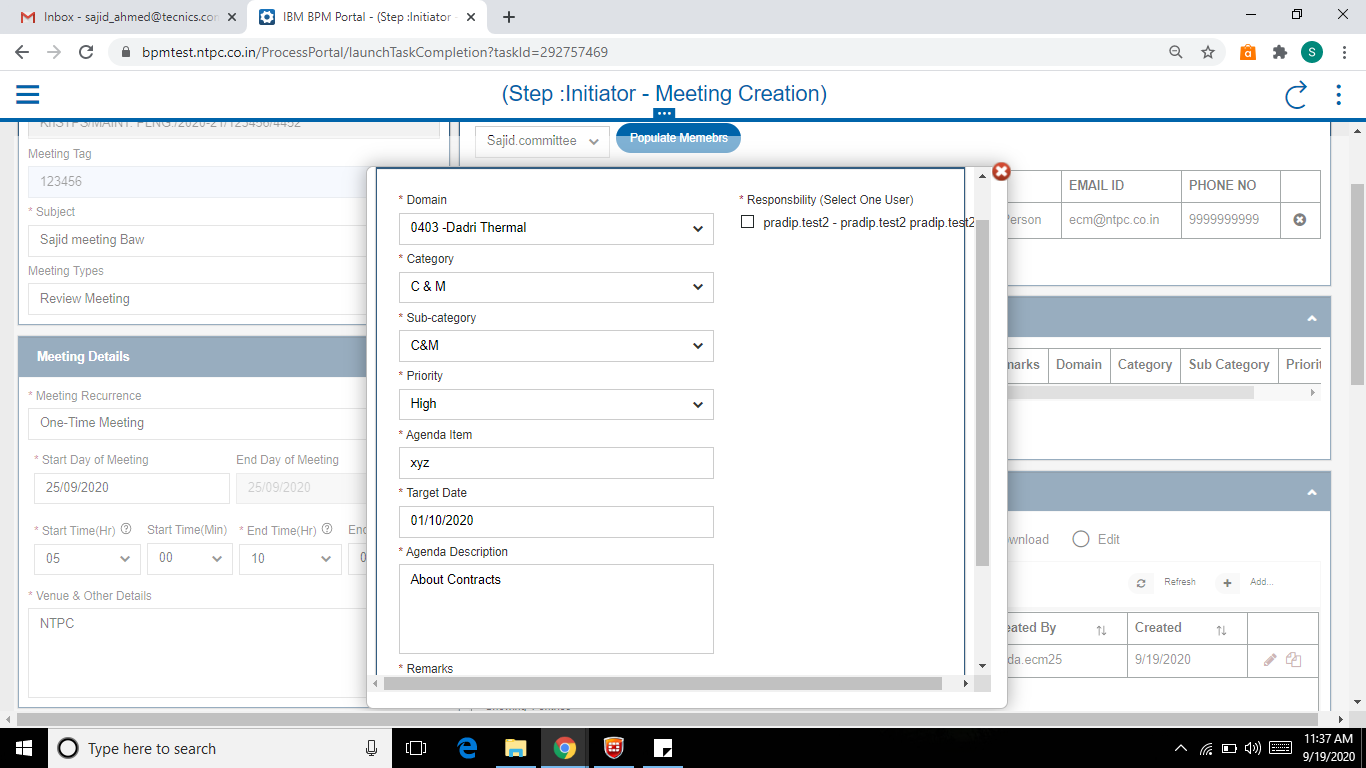 Inbox - sajid_ahmed@tecnics.con
IBM BPM Portal - (Step :Initiator -
bpmtest.ntpc.co.in/ProcessPortal/launchTaskCompletion?taskId=292757469
S
(Step :Initiator - Meeting Creation)
Meeting Tag
123456
* Subject
Sajid meeting Baw
Meeting Types
Review Meeting
Meeting Details
* Meeting Recurrence
One-Time Meeting
* Start Day of Meeting
End Day of Meeting
25/09/2020
25/09/2020
* Start Time(Hr)
Start Time(Min)
* End Time(Hr)
05
00
10
* Venue & Other Details
NTPC
Sajid.committee
Populate Memebrs
EMAIL ID
PHONE NO
ecm@ntpc.co.in
9999999999
* Domain
0403 -Dadri Thermal
* Category
C & M
* Sub-category
C&M
* Priority
High
* Agenda Item
xyz
* Target Date
01/10/2020
* Agenda Description
About Contracts
* Remarks
* Responsbility (Select One User)
pradip.test2 - pradip.test2 pradip.test2
Domain
Category
Sub Category
Edit
Refresh
Add...
Created
9/19/2020
Type here to search
11:37 AM
9/19/2020